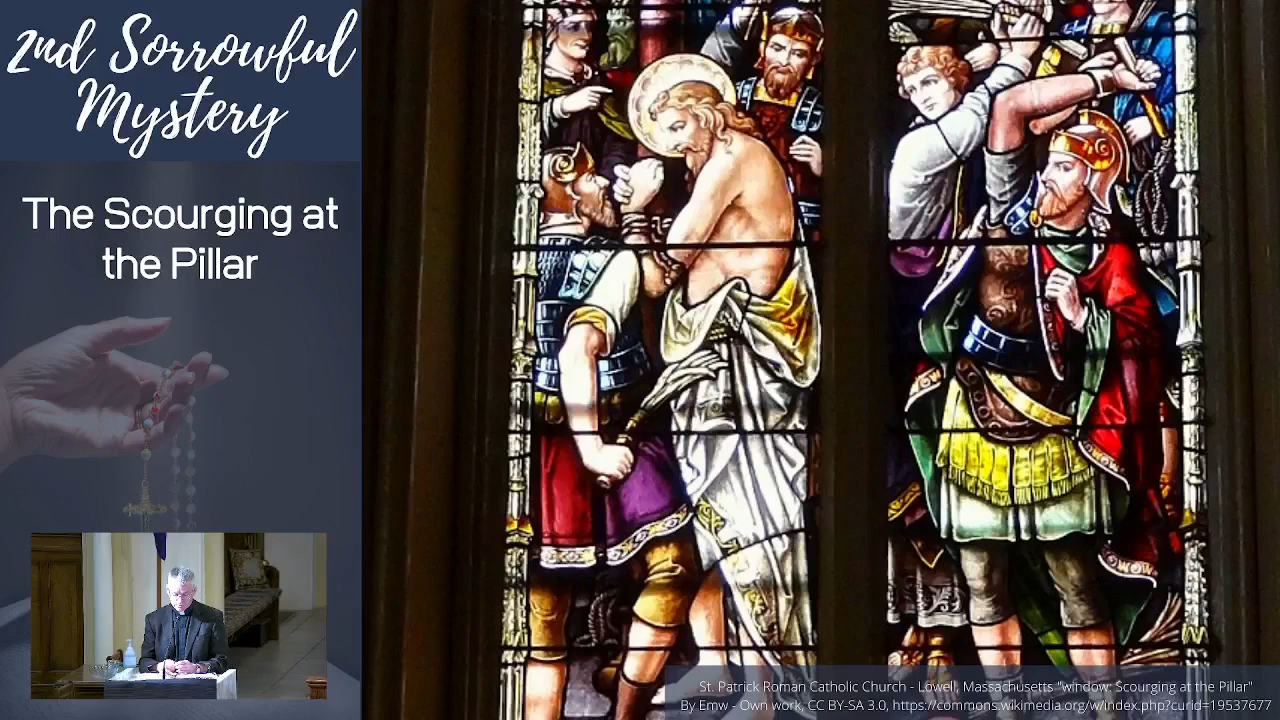 2nd Sorrowful
Mystery
The Scourging at
the Pillar
St. Patrick Roman Catholic Church - Lowell, Massachusetts "window: Scourging at the Pillar"
By Emw - Own work, CC BY-SA 3.0, https://commons.wikimedia.org/w/index.php?curid=19537677